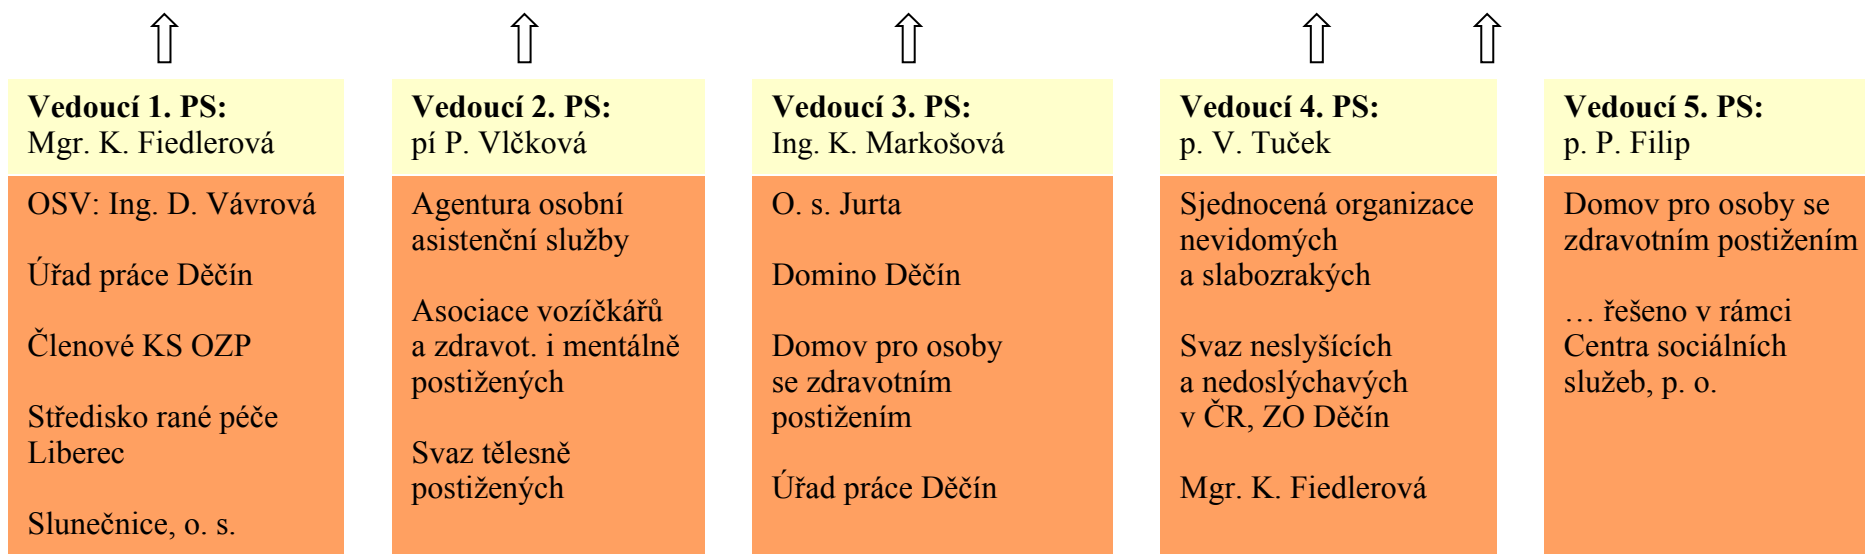 Vedoucí 1. PS:
Mgr. K. Fiedlerová
OSV: Ing. D. Vávrová
Úřad práce Děčín
Členové KS OZP
Středisko rané péče
Liberec
Slunečnice, o. s.
Vedoucí 2. PS:
pí P. Vlčková
Agentura osobní
asistenční služby
Asociace vozíčkářů
a zdravot. i mentálně
postižených
Svaz tělesně
postižených
Vedoucí 3. PS:
Ing. K. Markošová
O. s. Jurta
Domino Děčín
Domov pro osoby
se zdravotním
postižením
Úřad práce Děčín
Vedoucí 4. PS:
p. V. Tuček
Sjednocená organizace
nevidomých
a slabozrakých
Svaz neslyšících
a nedoslýchavých
v ČR, ZO Děčín
Mgr. K. Fiedlerová
Vedoucí 5. PS:
p. P. Filip
Domov pro osoby se
zdravotním postižením
… řešeno v rámci
Centra sociálních
služeb, p. o.